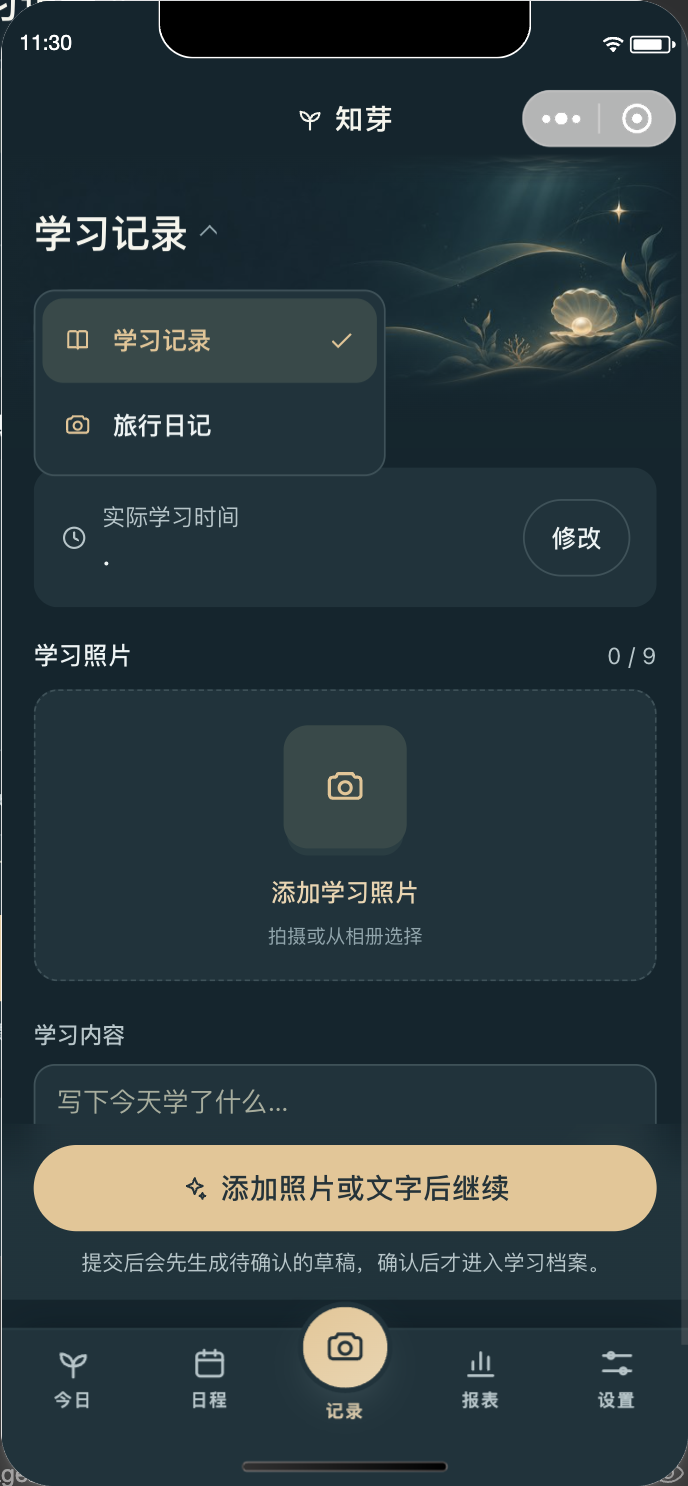 11:30
知芽
学习记录
学习记录
旅行日记
实际学习时间
.
修改
学习照片
0 / 9
添加学习照片
拍摄或从相册选择
学习内容
写下今天学了什么...
添加照片或文字后继续
提交后会先生成待确认的草稿，确认后才进入学习档案。
今日
日程
记录
报表
设置